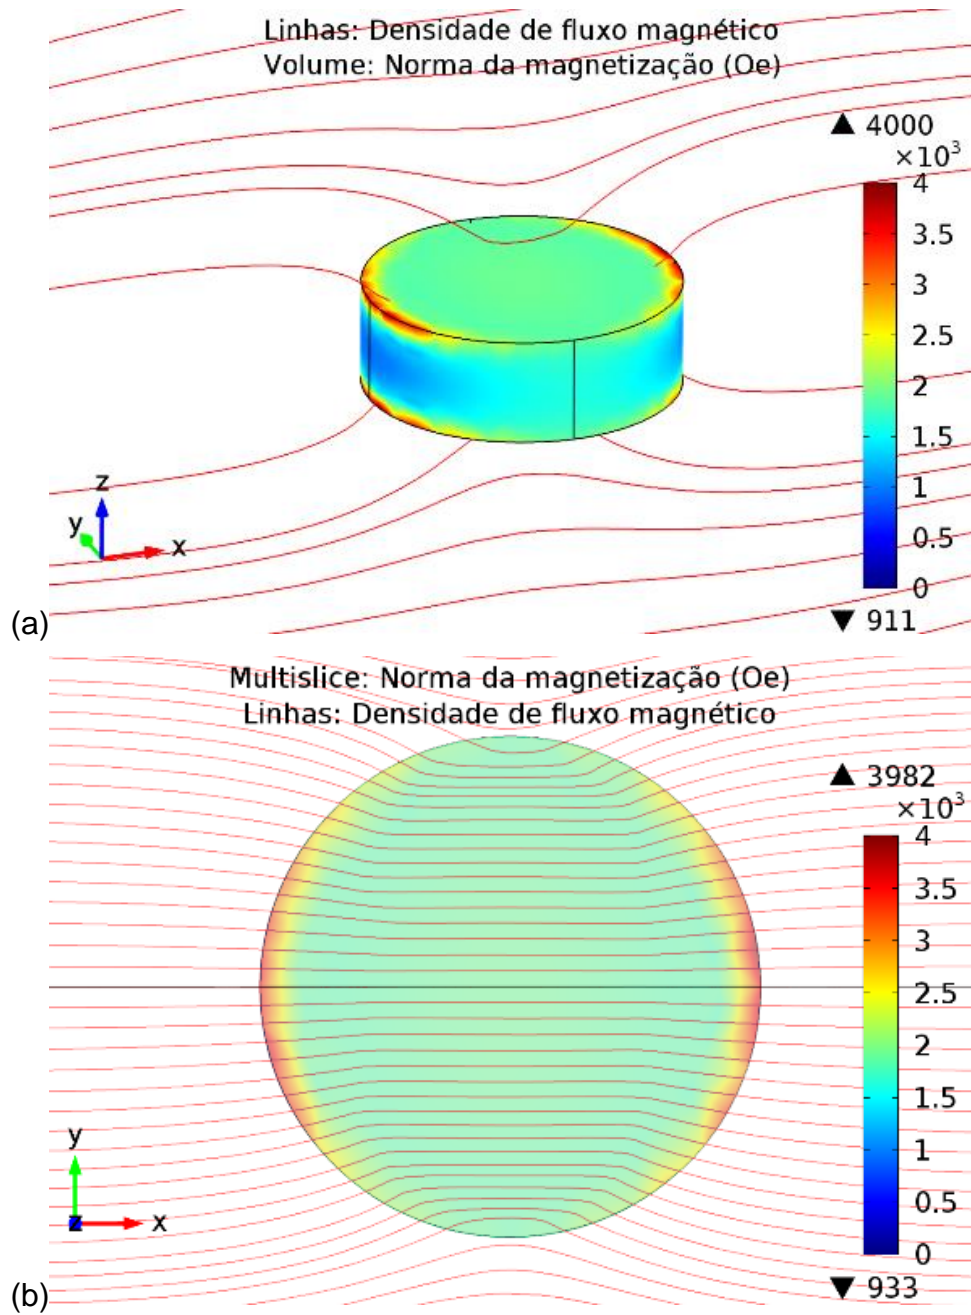 Linhas: Densidade de fluxo magnético
Volume: Norma da magnetização (Oe)
▲ 4000
×10³
4
3.5
3
2.5
2
1.5
1
0.5
0
▼ 911
z
y
x
(a)
Multislice: Norma da magnetização (Oe)
Linhas: Densidade de fluxo magnético
▲ 3982
×10³
4
3.5
3
2.5
2
1.5
1
0.5
0
▼ 933
y
z
x
(b)